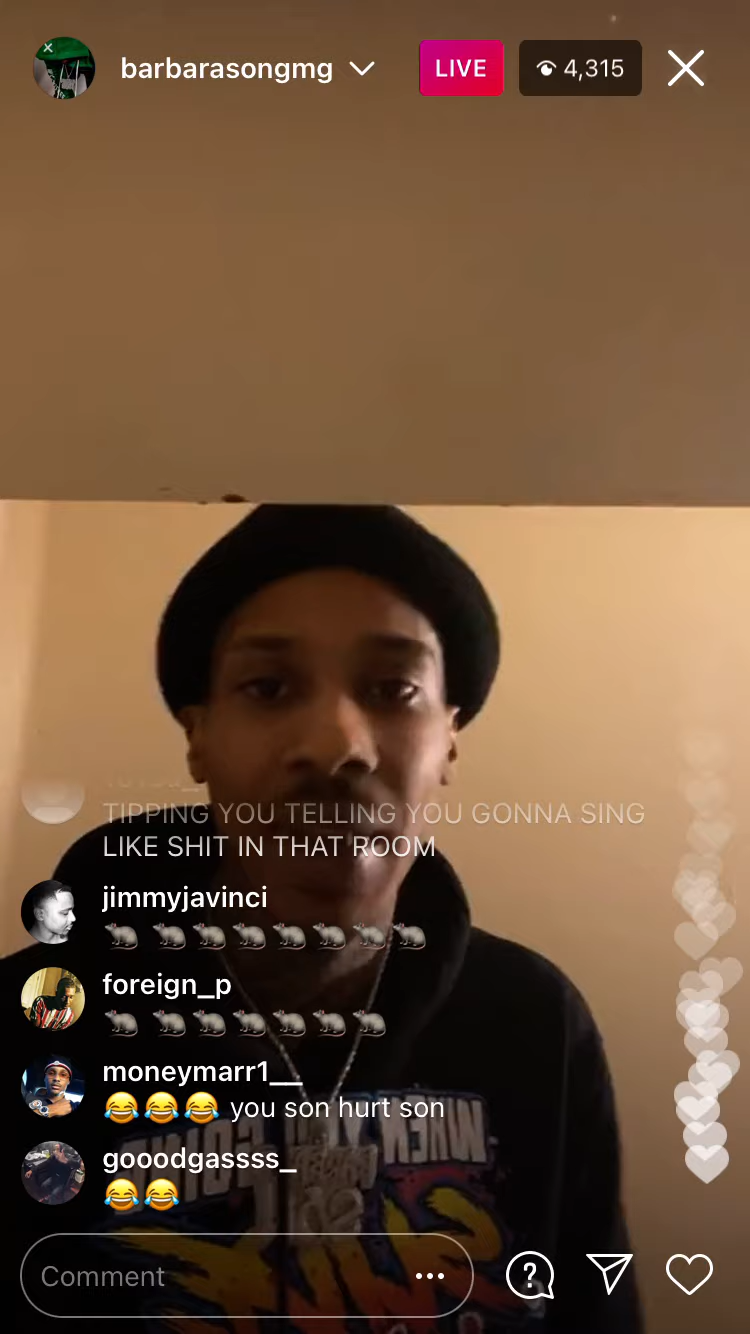 barbarasongmg
LIVE
4,315
TIPPING YOU TELLING YOU GONNA SING
LIKE SHIT IN THAT ROOM
jimmyjavinci
🐁 🐁🐁🐁🐁🐁🐁🐁
foreign_p
🐁 🐁🐁🐁🐁🐁🐁
moneymarr1__
😂😂😂 you son hurt son
gooodgassss_
😂😂
Comment